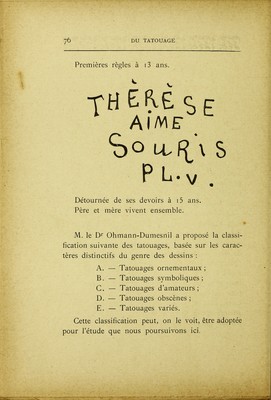 76 DU TATOUAGE
Premières règles à 13 ans.
THÉRÈSE
AIME
SOURIS
PL.V.
Détournée de ses devoirs à 15 ans.
Père et mère vivent ensemble.
M. le Dr Ohmann-Dumesnil a proposé la classi-
fication suivante des tatouages, basée sur les carac-
tères distinctifs du genre des dessins :
A. — Tatouages ornementaux ;
B. — Tatouages symboliques ;
C. — Tatouages d'amateurs ;
D. — Tatouages obscènes ;
E. — Tatouages variés.
Cette classification peut, on le voit, être adoptée
pour l'étude que nous poursuivons ici.